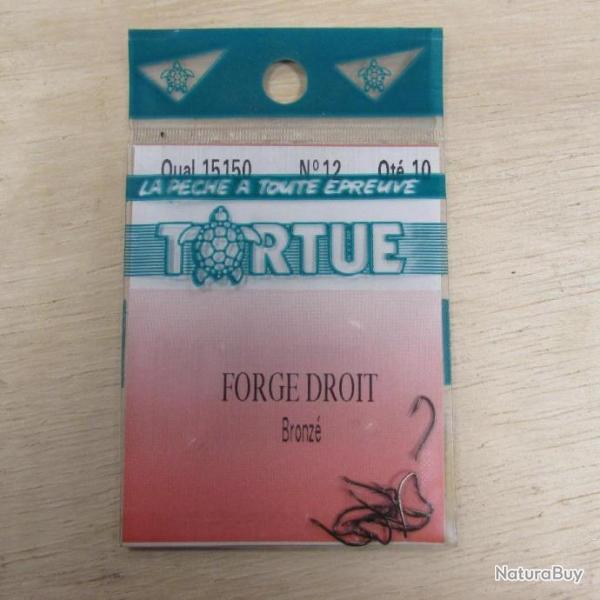 Qual 15150 N°12 Qté 10
LA PECHE A TOUTE EPREUVE
TORTUE
FORGE DROIT
Bronzé
NaturaBuy